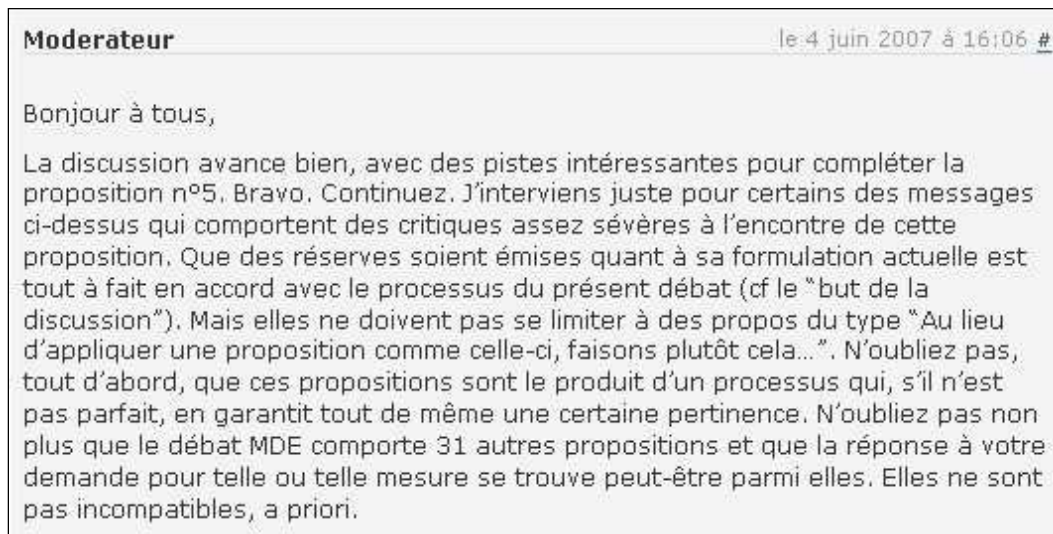 Moderateur le 4 juin 2007 à 16:06 #
Bonjour à tous,
La discussion avance bien, avec des pistes intéressantes pour compléter la
proposition n°5. Bravo. Continuez. J'interviens juste pour certains des messages
ci-dessus qui comportent des critiques assez sévères à l'encontre de cette
proposition. Que des réserves soient émises quant à sa formulation actuelle est
tout à fait en accord avec le processus du présent débat (cf le "but de la
discussion"). Mais elles ne doivent pas se limiter à des propos du type "Au lieu
d'appliquer une proposition comme celle-ci, faisons plutôt cela...". N'oubliez pas,
tout d'abord, que ces propositions sont le produit d'un processus qui, s'il n'est
pas parfait, en garantit tout de même une certaine pertinence. N'oubliez pas non
plus que le débat MDE comporte 31 autres propositions et que la réponse à votre
demande pour telle ou telle mesure se trouve peut-être parmi elles. Elles ne sont
pas incompatibles, a priori.